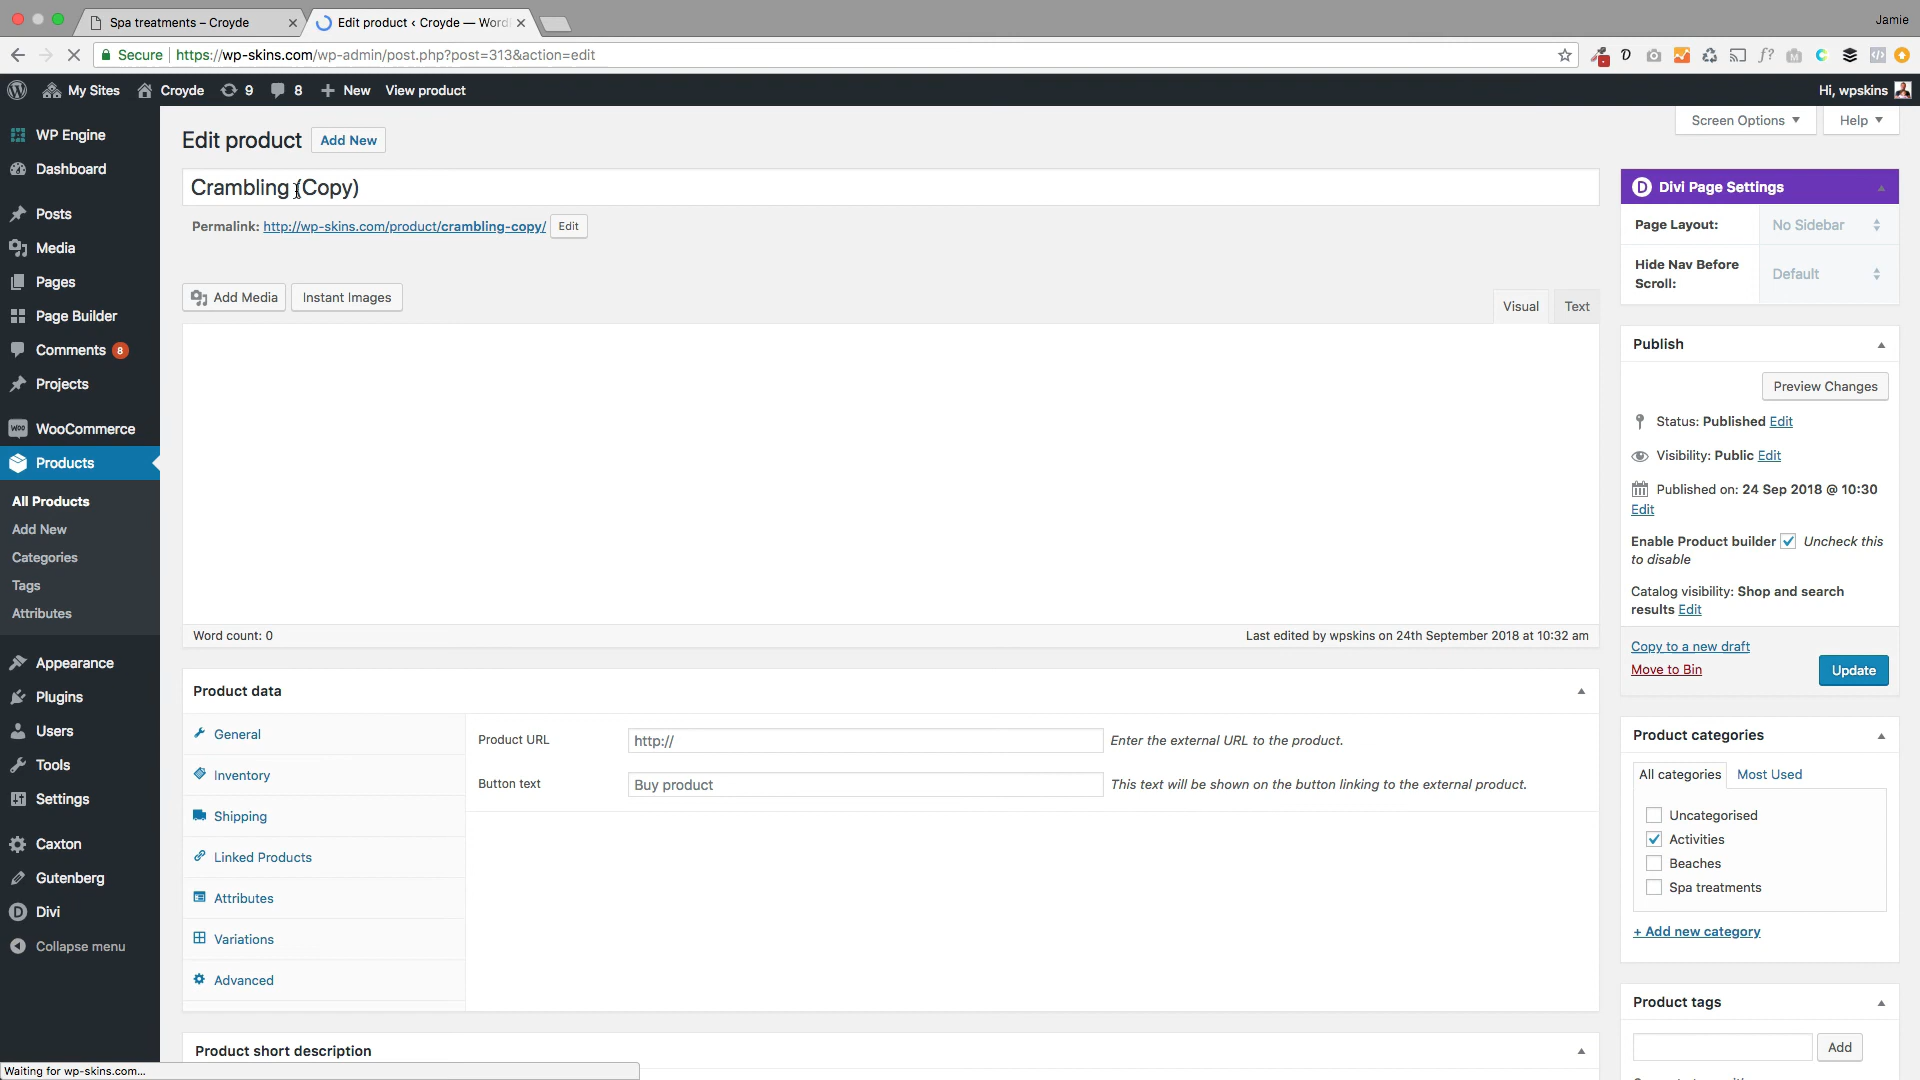 Spa treatments – Croyde
Edit product ‹ Croyde — Word
Jamie
Secure https://wp-skins.com/wp-admin/post.php?post=313&action=edit
My Sites Croyde 9 8 New View product
Hi, wpskins
Screen Options Help
WP Engine
Dashboard
Posts
Media
Pages
Page Builder
Comments 8
Projects
WooCommerce
Products
All Products
Add New
Categories
Tags
Attributes
Appearance
Plugins
Users
Tools
Settings
Caxton
Gutenberg
Divi
Collapse menu
Edit product Add New
Crambling (Copy)
Permalink: http://wp-skins.com/product/crambling-copy/ Edit
Add Media Instant Images
Visual Text
Word count: 0
Last edited by wpskins on 24th September 2018 at 10:32 am
Product data
General
Inventory
Shipping
Linked Products
Attributes
Variations
Advanced
Product URL http:// Enter the external URL to the product.
Button text Buy product This text will be shown on the button linking to the external product.
Product short description
Divi Page Settings
Page Layout: No Sidebar
Hide Nav Before
Scroll:
Default
Publish
Preview Changes
Status: Published Edit
Visibility: Public Edit
Published on: 24 Sep 2018 @ 10:30
Edit
Enable Product builder Uncheck this
to disable
Catalog visibility: Shop and search
results Edit
Copy to a new draft
Move to Bin
Update
Product categories
All categories Most Used
Uncategorised
Activities
Beaches
Spa treatments
+ Add new category
Product tags
Add
Waiting for wp-skins.com...